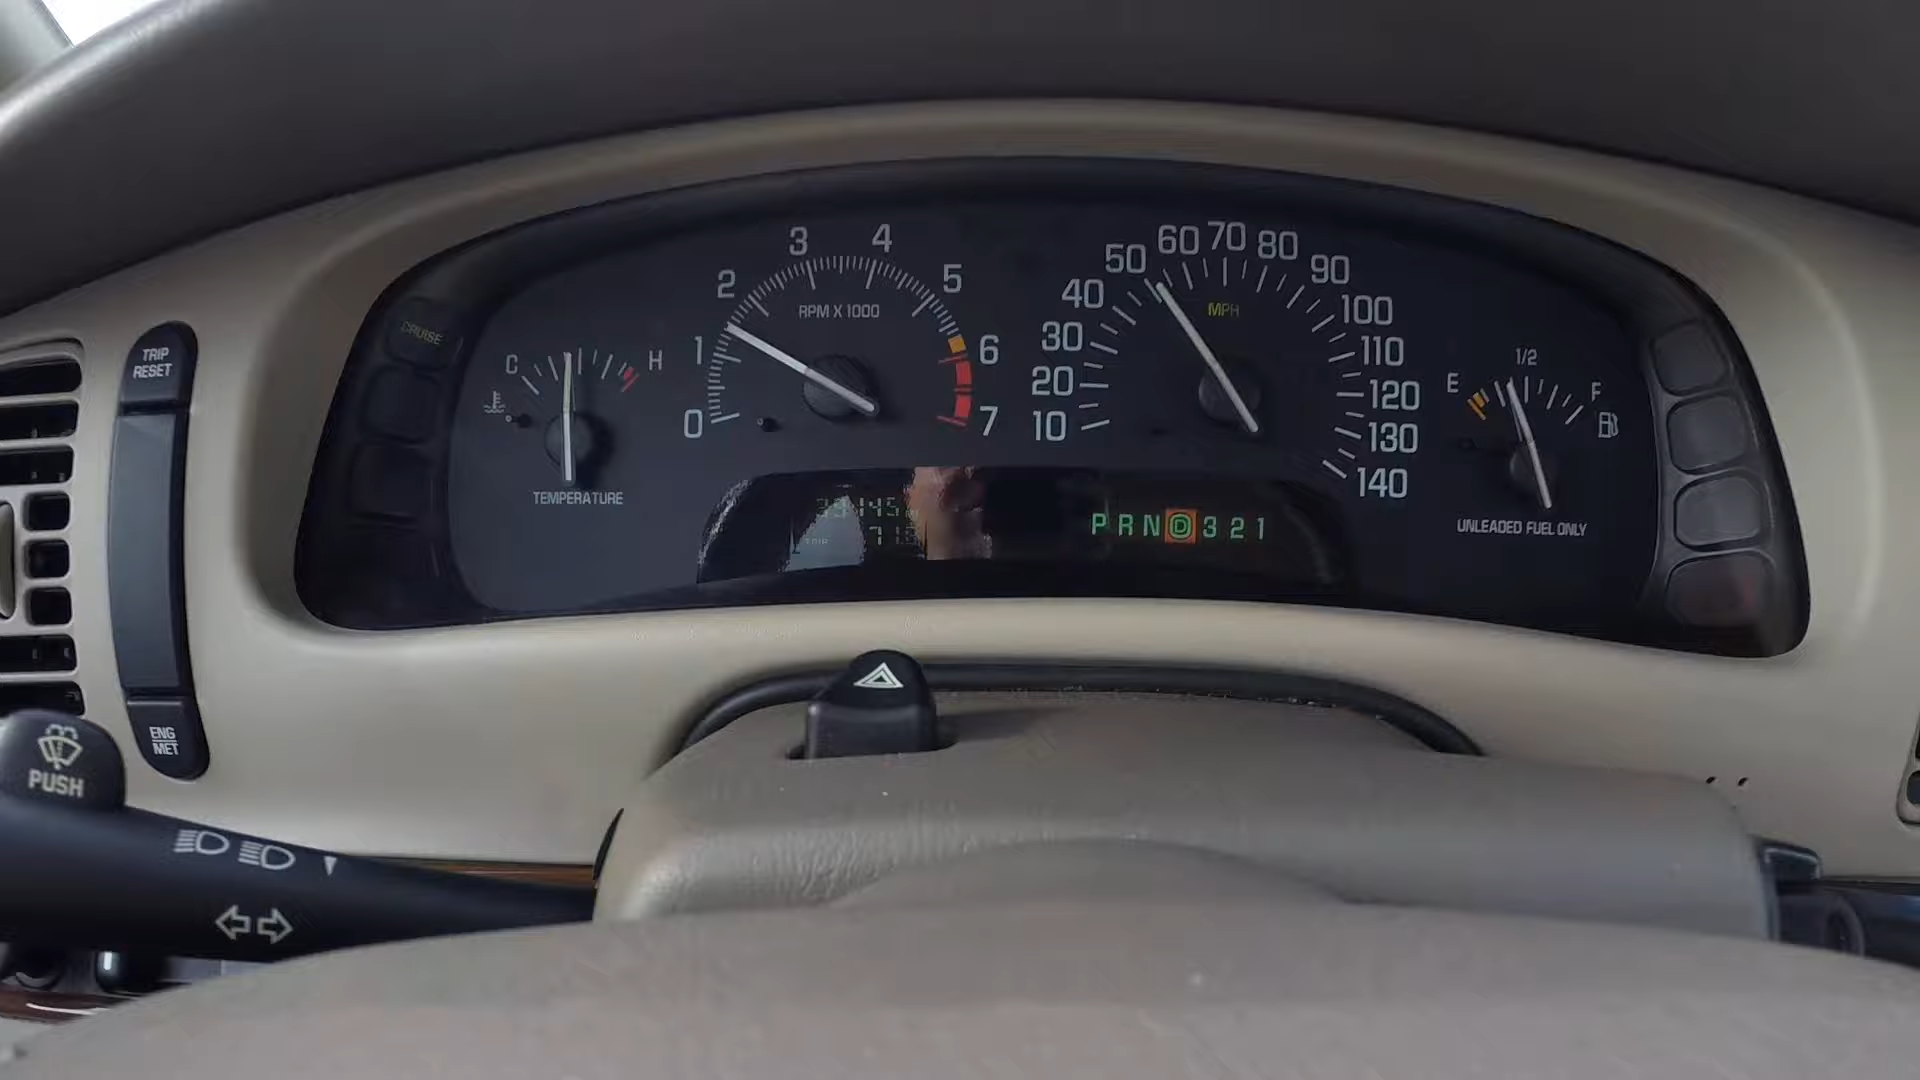 TRIP
RESET
ENG
MET
PUSH
CRUISE
C H
TEMPERATURE
0 1 2 3 4 5 6 7
RPM X 1000
10 20 30 40 50 60 70 80 90 100 110 120 130 140
MPH
E 1/2 F
UNLEADED FUEL ONLY
TRIP
P R N D 3 2 1